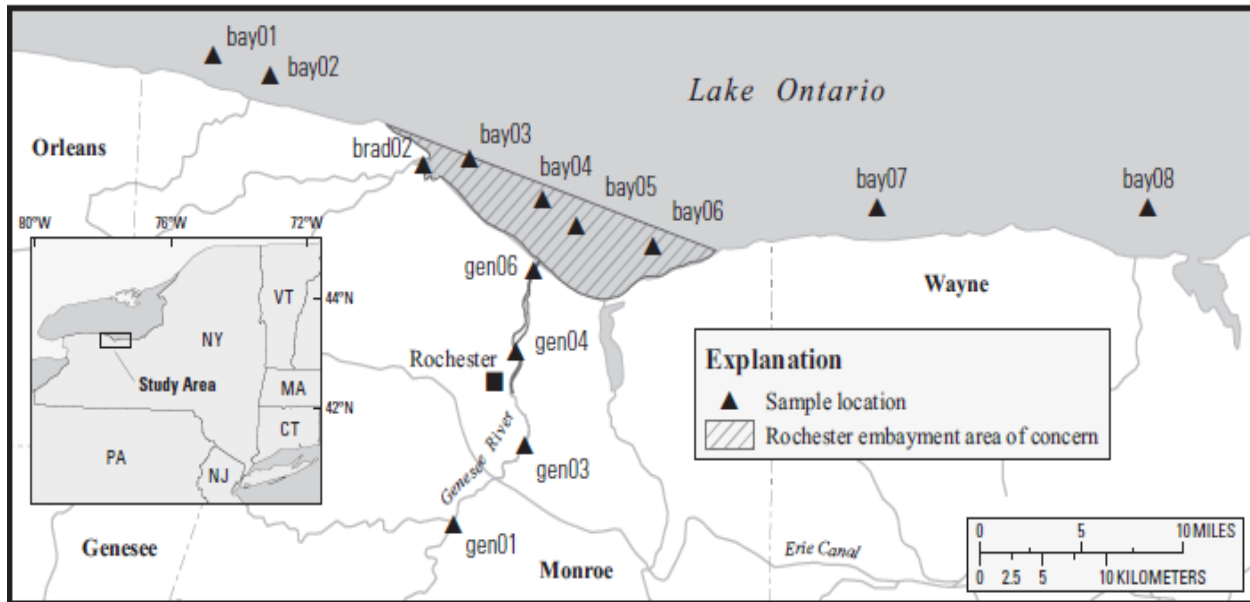 bay01
bay02
Lake Ontario
Orleans
brad02
bay03
bay04
bay05
bay06
bay07
bay08
80°W
76°W
72°W
44°N
42°N
VT
NY
MA
CT
PA
NJ
Study Area
gen06
gen04
Rochester
gen03
Genesee River
gen01
Genesee
Monroe
Wayne
Erie Canal
Explanation
Sample location
Rochester embayment area of concern
0 5 10 MILES
0 2.5 5 10 KILOMETERS